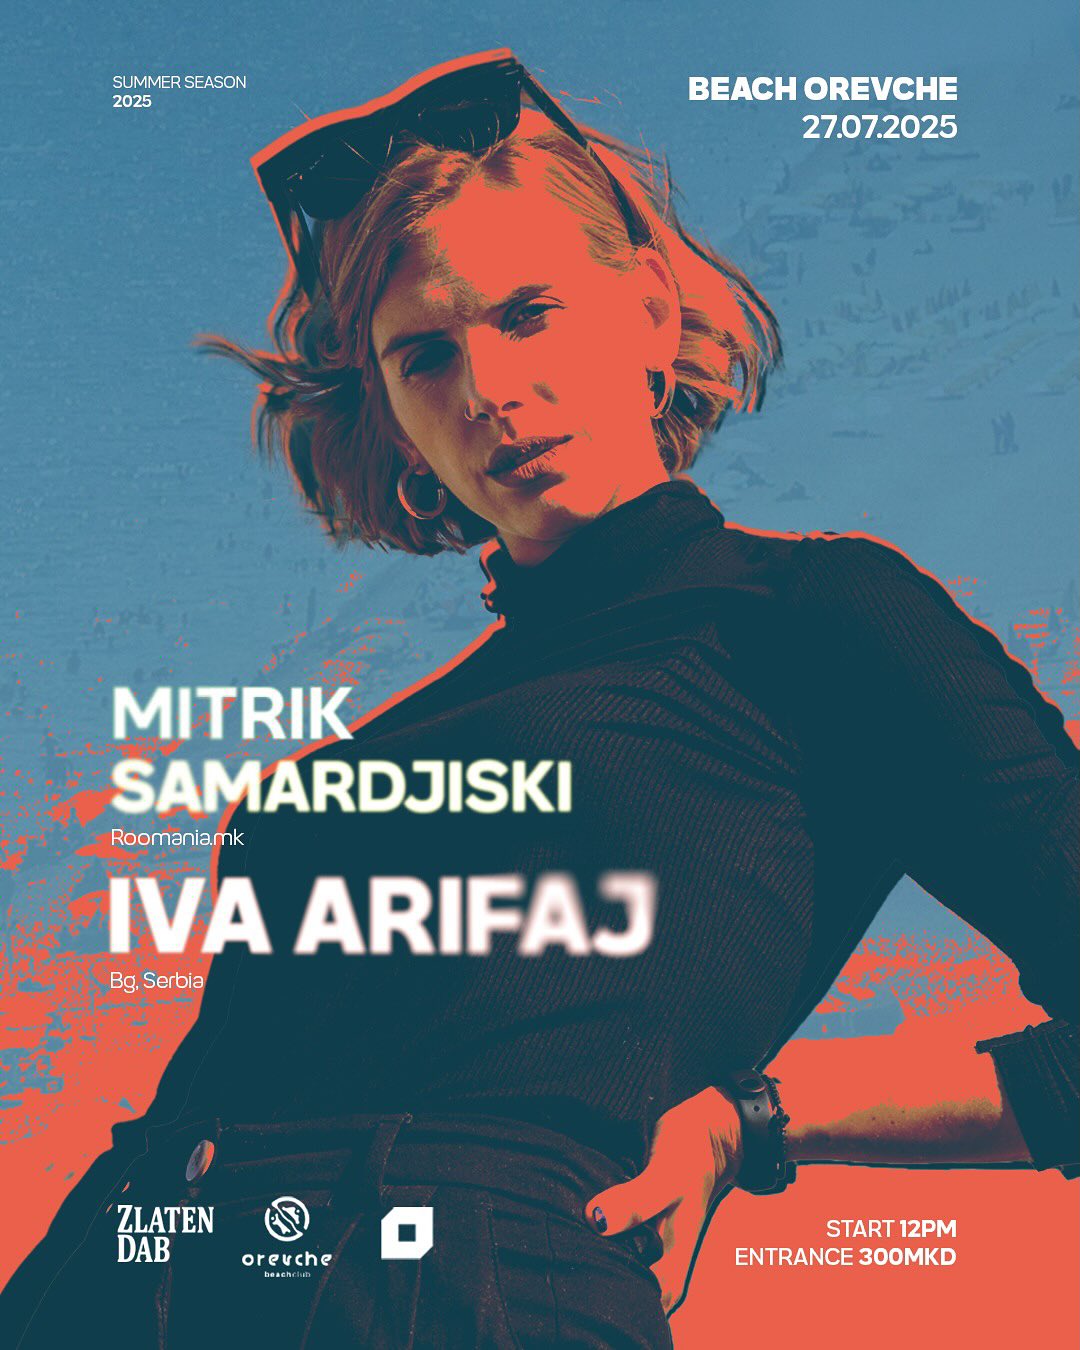 SUMMER SEASON
2025
BEACH OREVCHE
27.07.2025
MITRIK
SAMARDJISKI
Roomania.mk
IVA ARIFAJ
Bg, Serbia
ZLATEN
DAB
orevche
beachclub
START 12PM
ENTRANCE 300MKD